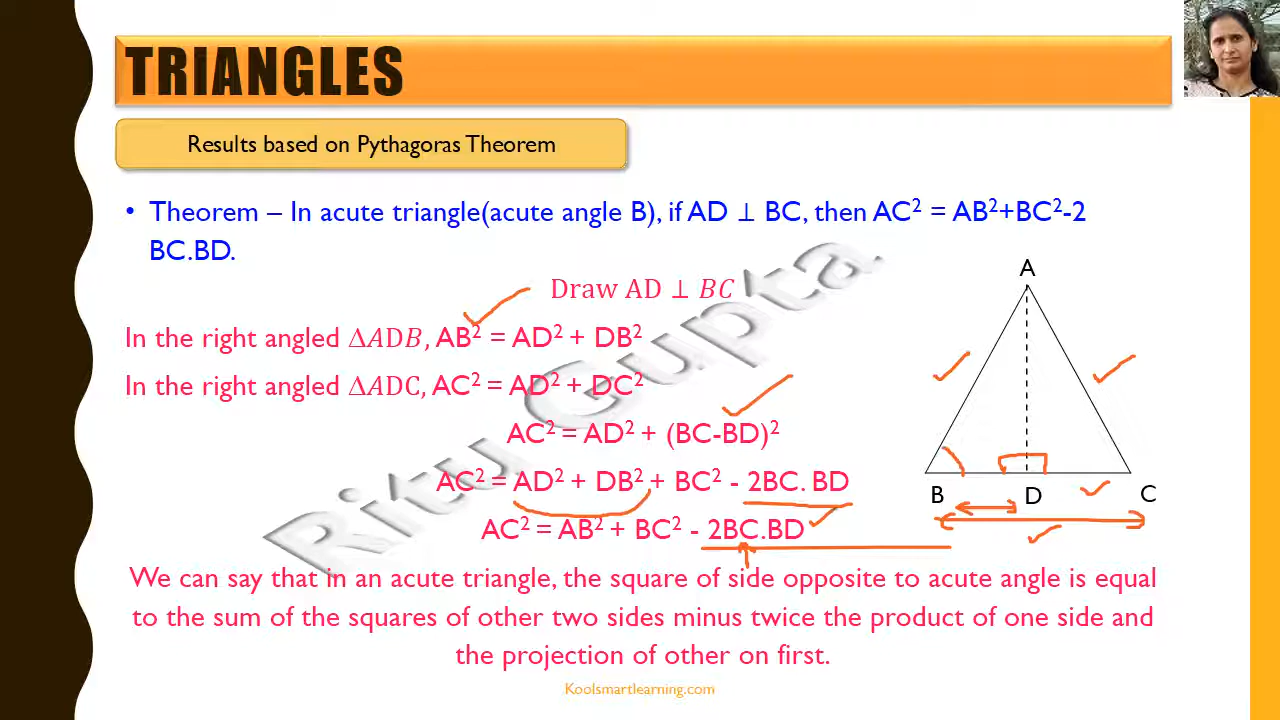 TRIANGLES
Results based on Pythagoras Theorem
• Theorem – In acute triangle(acute angle B), if AD ⊥ BC, then AC² = AB²+BC²-2
BC.BD.
Draw AD ⊥ BC
In the right angled ΔADB, AB² = AD² + DB²
In the right angled ΔADC, AC² = AD² + DC²
AC² = AD² + (BC-BD)²
AC² = AD² + DB² + BC² - 2BC. BD
AC² = AB² + BC² - 2BC.BD
A
B D C
We can say that in an acute triangle, the square of side opposite to acute angle is equal
to the sum of the squares of other two sides minus twice the product of one side and
the projection of other on first.
Koolsmartlearning.com
Ritu Gupta